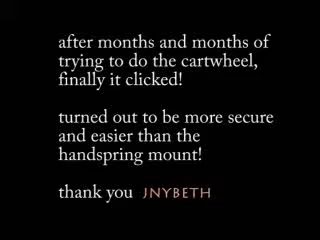 after months and months of
trying to do the cartwheel,
finally it clicked!
turned out to be more secure
and easier than the
handspring mount!
thank you JNYBETH